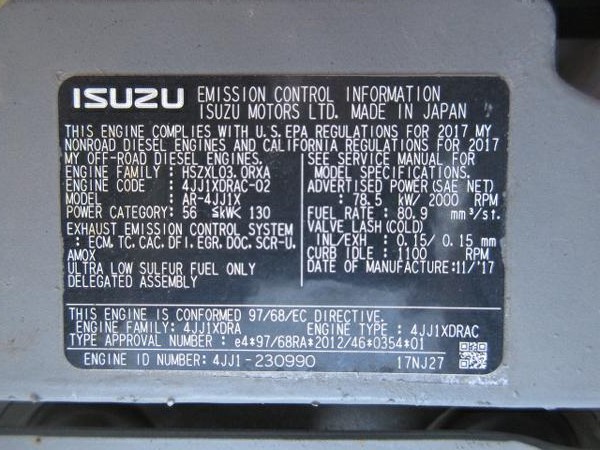 ISUZU EMISSION CONTROL INFORMATION
ISUZU MOTORS LTD. MADE IN JAPAN
THIS ENGINE COMPLIES WITH U.S.EPA REGULATIONS FOR 2017 MY
NONROAD DIESEL ENGINES AND CALIFORNIA REGULATIONS FOR 2017
MY OFF-ROAD DIESEL ENGINES.
ENGINE FAMILY : HSZXL03.0RXA
ENGINE CODE : 4JJ1XDRAC-02
MODEL : AR-4JJ1X
POWER CATEGORY: 56 ≤kW< 130
EXHAUST EMISSION CONTROL SYSTEM
: ECM, TC, CAC, DFI, EGR, DOC, SCR-U,
AMOX
ULTRA LOW SULFUR FUEL ONLY
DELEGATED ASSEMBLY
SEE SERVICE MANUAL FOR
MODEL SPECIFICATIONS.
ADVERTISED POWER(SAE NET)
: 78.5 kW/ 2000 RPM
FUEL RATE : 80.9 mm³/st.
VALVE LASH(COLD)
IN/EXH : 0.15/ 0.15 mm
CURB IDLE : 1100 RPM
DATE OF MANUFACTURE:11/'17
THIS ENGINE IS CONFORMED 97/68/EC DIRECTIVE.
ENGINE FAMILY: 4JJ1XDRA ENGINE TYPE : 4JJ1XDRAC
TYPE APPROVAL NUMBER : e4*97/68RA*2012/46*0354*01
ENGINE ID NUMBER: 4JJ1-230990 17NJ27